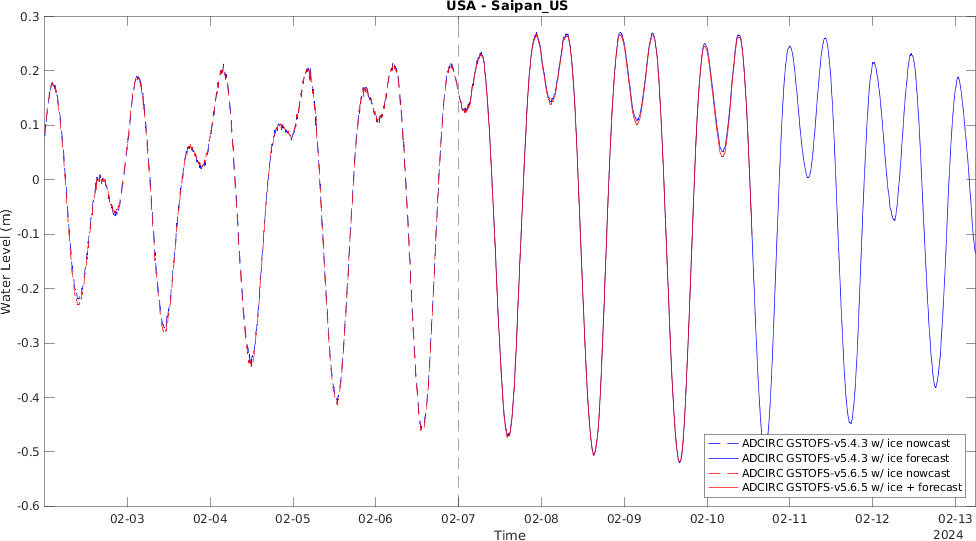 USA - Saipan_US
0.3
0.2
0.1
0
-0.1
-0.2
-0.3
-0.4
-0.5
-0.6
Water Level (m)
ADCIRC GSTOFS-v5.4.3 w/ ice nowcast
ADCIRC GSTOFS-v5.4.3 w/ ice forecast
ADCIRC GSTOFS-v5.6.5 w/ ice nowcast
ADCIRC GSTOFS-v5.6.5 w/ ice + forecast
02-03 02-04 02-05 02-06 02-07 02-08 02-09 02-10 02-11 02-12 02-13
Time
2024